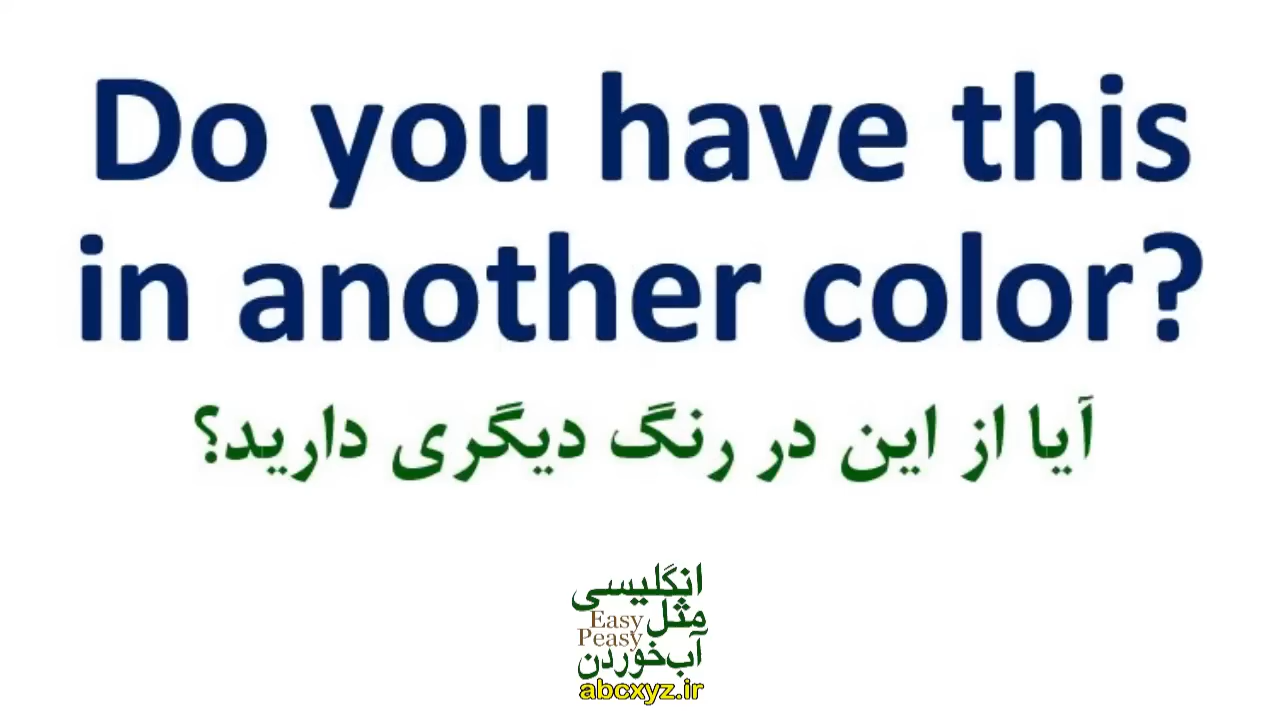 Do you have this
in another color?
آیا از این در رنگ دیگری دارید؟
انگلیسی
مثل
Easy
Peasy
آب‌خوردن
abcxyz.ir